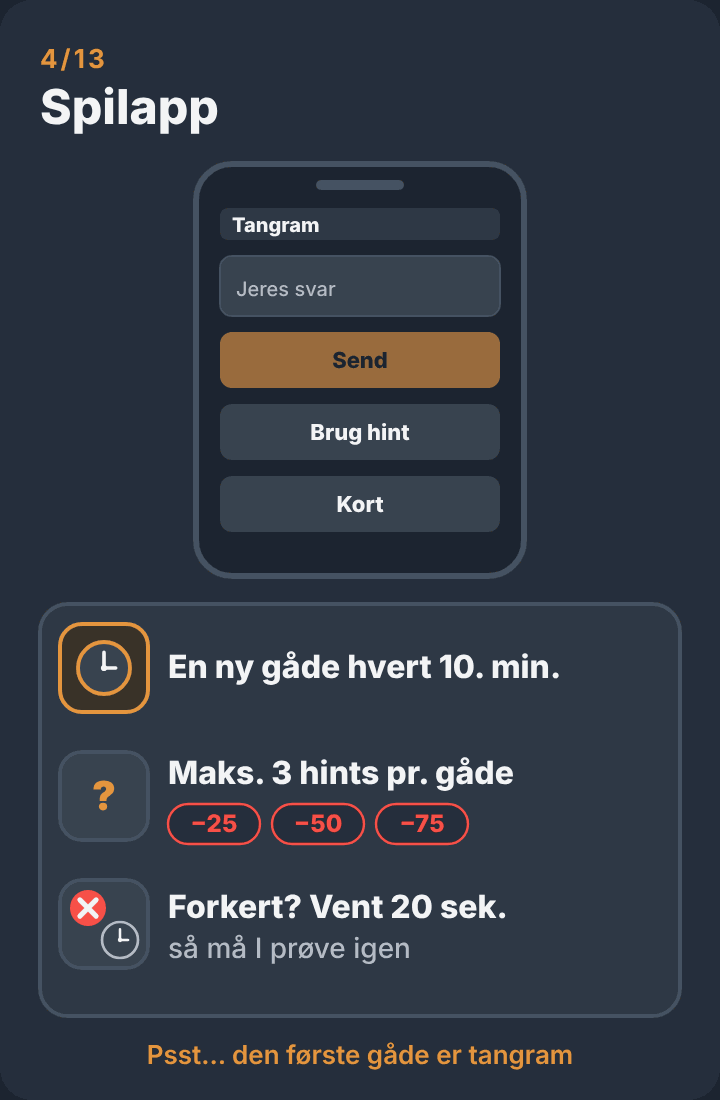 4/13
Spilapp
Tangram
Jeres svar
Send
Brug hint
Kort
En ny gåde hvert 10. min.
?
Maks. 3 hints pr. gåde
−25 −50 −75
Forkert? Vent 20 sek.
så må I prøve igen
Psst... den første gåde er tangram